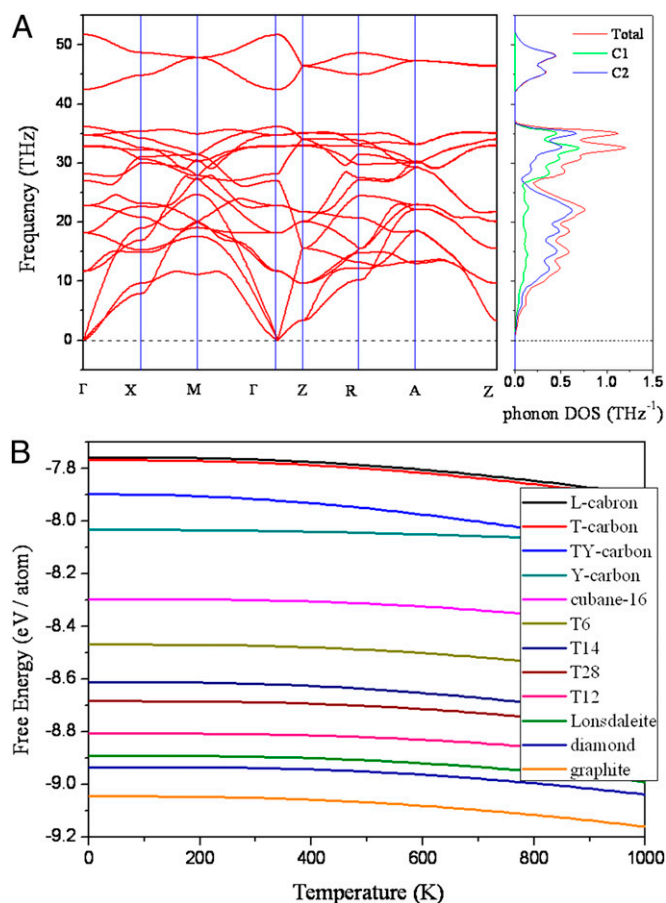 A
Frequency (THz)
50
40
30
20
10
0
Γ X M Γ Z R A Z
Total
C1
C2
0.0 0.5 1.0 1.5
phonon DOS (THz⁻¹)
B
Free Energy (eV / atom)
-7.8
-8.0
-8.2
-8.4
-8.6
-8.8
-9.0
-9.2
L-cabron
T-carbon
TY-carbon
Y-carbon
cubane-16
T6
T14
T28
T12
Lonsdaleite
diamond
graphite
0 200 400 600 800 1000
Temperature (K)